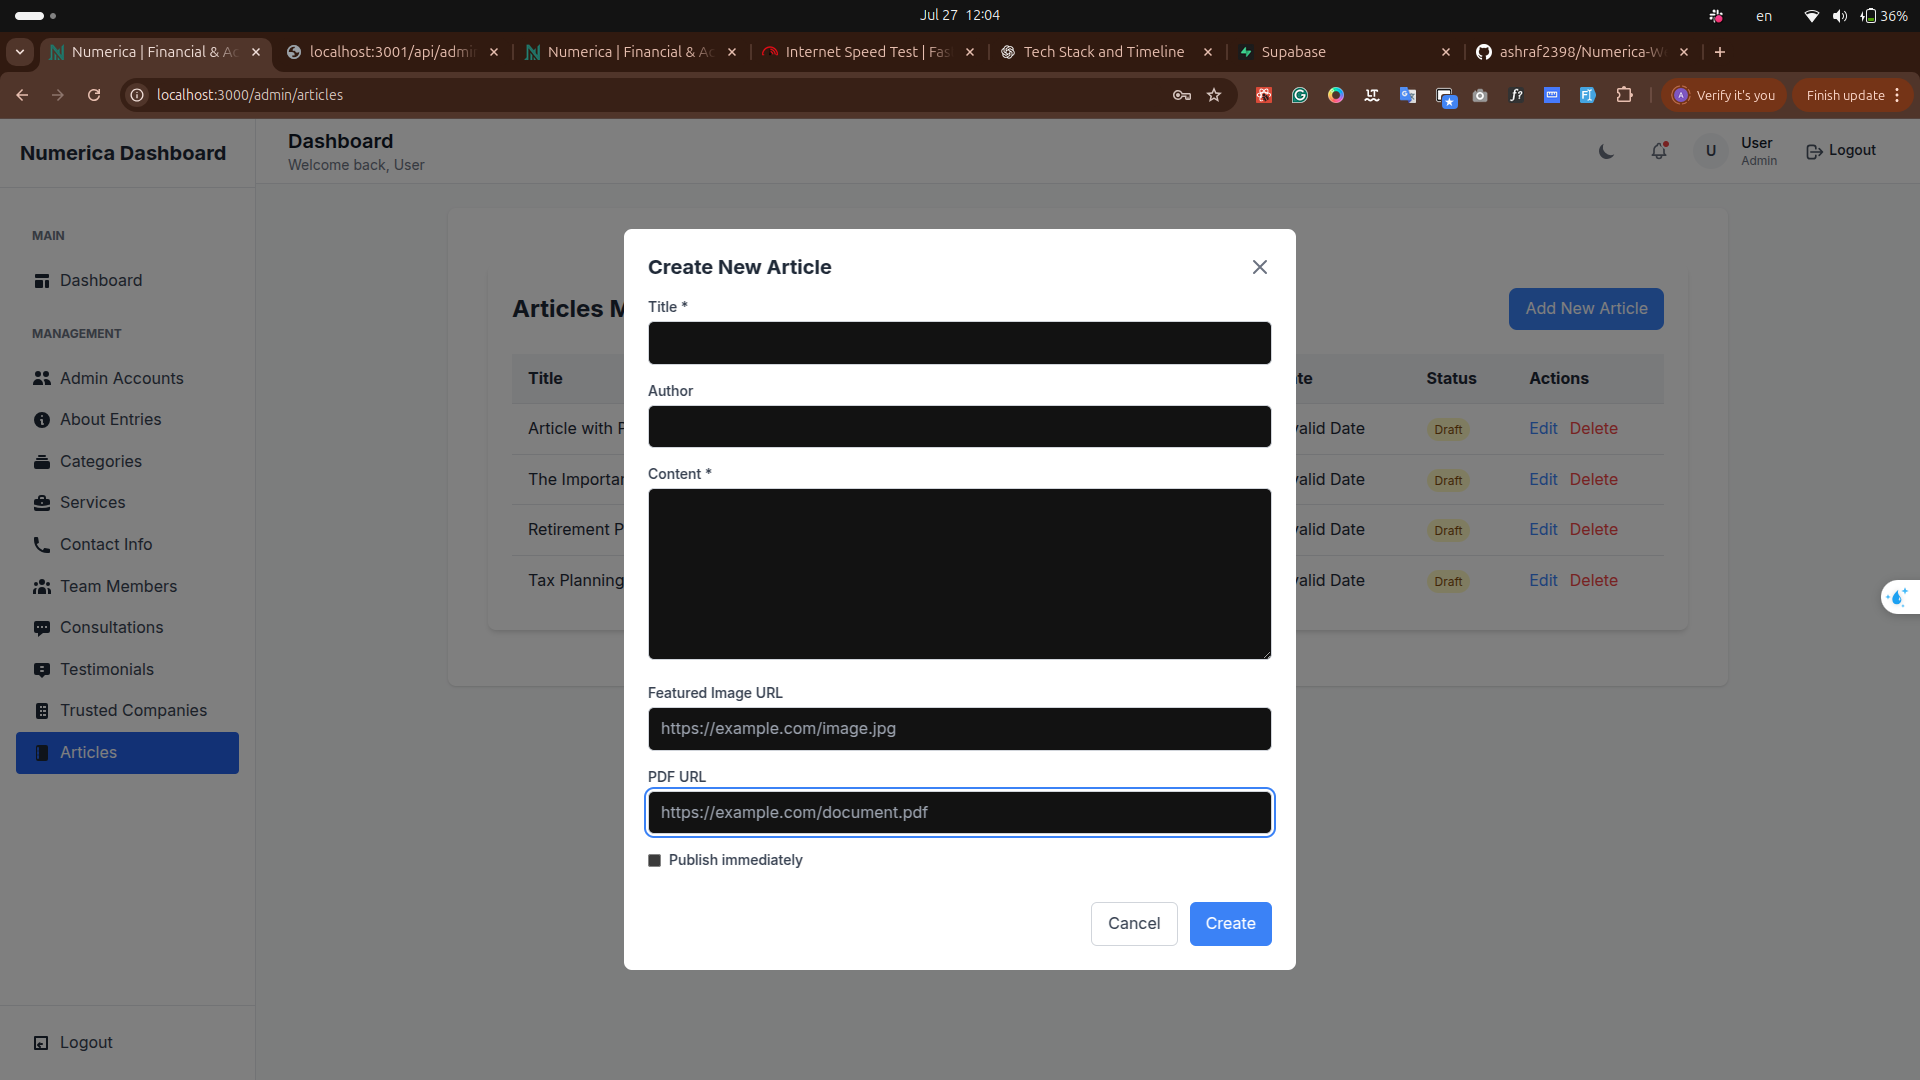 Jul 27 12:04
en
36%
Numerica | Financial & Ac
localhost:3001/api/admin
Numerica | Financial & Ac
Internet Speed Test | Fas
Tech Stack and Timeline
Supabase
ashraf2398/Numerica-W
localhost:3000/admin/articles
Verify it's you
Finish update
Numerica Dashboard
Dashboard
Welcome back, User
U
User
Admin
Logout
MAIN
Dashboard
MANAGEMENT
Admin Accounts
About Entries
Categories
Services
Contact Info
Team Members
Consultations
Testimonials
Trusted Companies
Articles
Logout
Articles M
Add New Article
Title
te
Status
Actions
Article with F
valid Date
Draft
Edit
Delete
The Importan
valid Date
Draft
Edit
Delete
Retirement P
valid Date
Draft
Edit
Delete
Tax Planning
valid Date
Draft
Edit
Delete
Create New Article
Title *
Author
Content *
Featured Image URL
https://example.com/image.jpg
PDF URL
https://example.com/document.pdf
Publish immediately
Cancel
Create